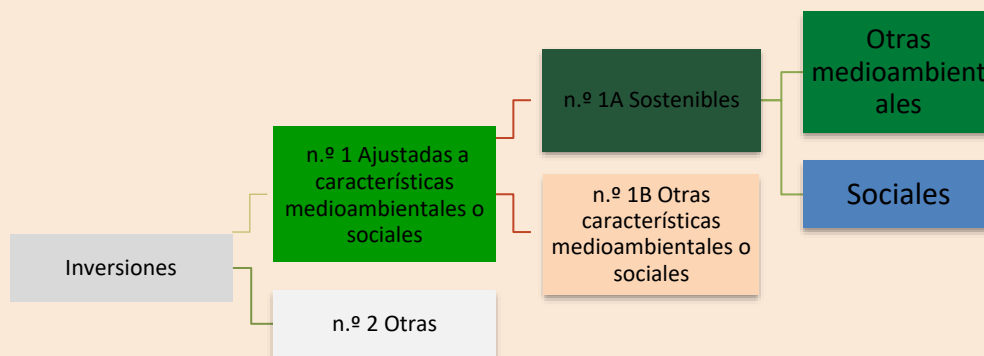 Inversiones
n.º 1 Ajustadas a
características
medioambientales o
sociales
n.º 2 Otras
n.º 1A Sostenibles
n.º 1B Otras
características
medioambientales o
sociales
Otras
medioambient
ales
Sociales